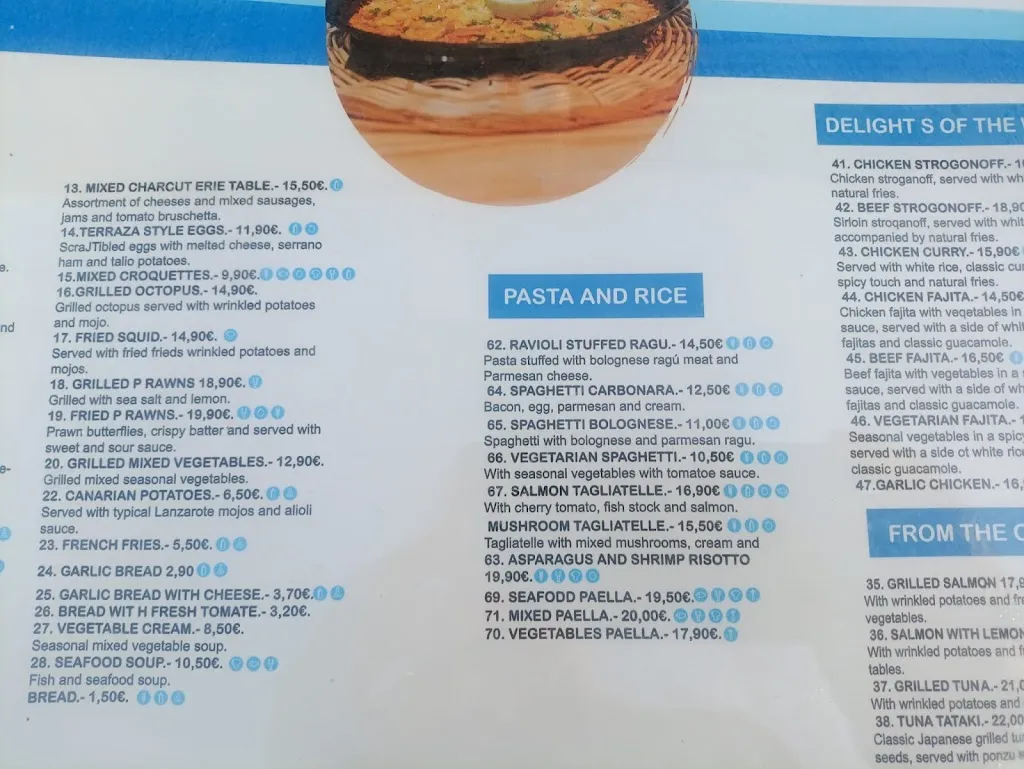 13. MIXED CHARCUT ERIE TABLE.- 15,50€.
Assortment of cheeses and mixed sausages,
jams and tomato bruschetta.
14.TERRAZA STYLE EGGS.- 11,90€.
ScraJTlbled eggs with melted cheese, serrano
ham and talio potatoes.
15.MIXED CROQUETTES.- 9,90€.
16.GRILLED OCTOPUS.- 14,90€.
Grilled octopus served with wrinkled potatoes
and mojo.
17. FRIED SQUID.- 14,90€.
Served with fried frieds wrinkled potatoes and
mojos.
18. GRILLED P RAWNS 18,90€.
Grilled with sea salt and lemon.
19. FRIED P RAWNS.- 19,90€.
Prawn butterflies, crispy batter and served with
sweet and sour sauce.
20. GRILLED MIXED VEGETABLES.- 12,90€.
Grilled mixed seasonal vegetables.
22. CANARIAN POTATOES.- 6,50€.
Served with typical Lanzarote mojos and alioli
sauce.
23. FRENCH FRIES.- 5,50€.
24. GARLIC BREAD 2,90
25. GARLIC BREAD WITH CHEESE.- 3,70€.
26. BREAD WIT H FRESH TOMATE.- 3,20€.
27. VEGETABLE CREAM.- 8,50€.
Seasonal mixed vegetable soup.
28. SEAFOOD SOUP.- 10,50€.
Fish and seafood soup.
BREAD.- 1,50€.
PASTA AND RICE
62. RAVIOLI STUFFED RAGU.- 14,50€
Pasta stuffed with bolognese ragú meat and
Parmesan cheese.
64. SPAGHETTI CARBONARA.- 12,50€
Bacon, egg, parmesan and cream.
65. SPAGHETTI BOLOGNESE.- 11,00€
Spaghetti with bolognese and parmesan ragu.
66. VEGETARIAN SPAGHETTI.- 10,50€
With seasonal vegetables with tomatoe sauce.
67. SALMON TAGLIATELLE.- 16,90€
With cherry tomato, fish stock and salmon.
MUSHROOM TAGLIATELLE.- 15,50€
Tagliatelle with mixed mushrooms, cream and
63. ASPARAGUS AND SHRIMP RISOTTO
19,90€.
69. SEAFODD PAELLA.- 19,50€.
71. MIXED PAELLA.- 20,00€.
70. VEGETABLES PAELLA.- 17,90€.
DELIGHT S OF THE
41. CHICKEN STROGONOFF.-
Chicken stroganoff, served with
natural fries.
42. BEEF STROGONOFF.- 18,90
Sirloin stroqanoff, served with
accompanied by natural fries.
43. CHICKEN CURRY.- 15,90€
Served with white rice, classic
spicy touch and natural fries.
44. CHICKEN FAJITA.- 14,50€
Chicken fajita with veqetables in
sauce, served with a side of
fajitas and classic guacamole.
45. BEEF FAJITA.- 16,50€
Beef fajita with vegetables in a
sauce, served with a side of
fajitas and classic guacamole.
46. VEGETARIAN FAJITA.-
Seasonal vegetables in a spicy
served with a side of white rice
classic guacamole.
47.GARLIC CHICKEN.- 16,
FROM THE
35. GRILLED SALMON 17,9
With wrinkled potatoes and
vegetables.
36. SALMON WITH LEMON
With wrinkled potatoes and
tables.
37. GRILLED TUNA.- 21,0
With wrinkled potatoes and
38. TUNA TATAKI.- 22,00
Classic Japanese grilled
seeds, served with ponzu